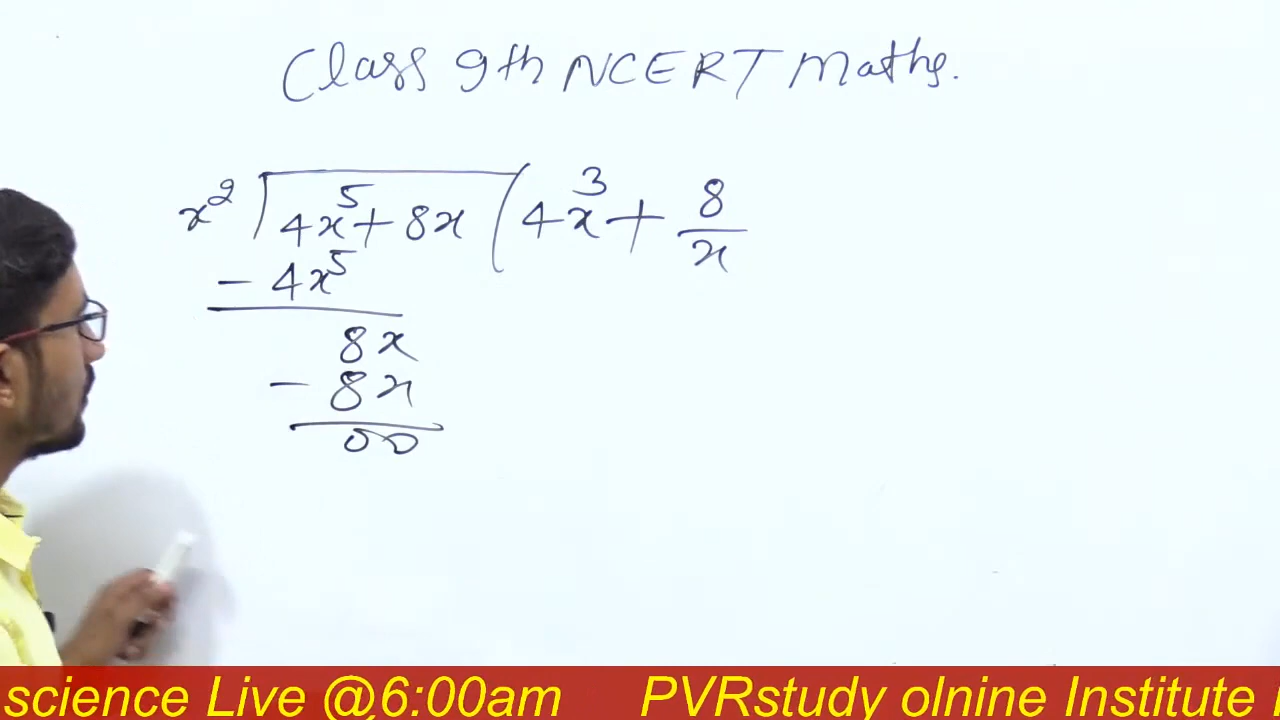 Class 9th NCERT Maths.
x² ) 4x⁵ + 8x ( 4x³ + 8/x
- 4x⁵
8x
- 8x
00
science Live @6:00am PVRstudy olnine Institute